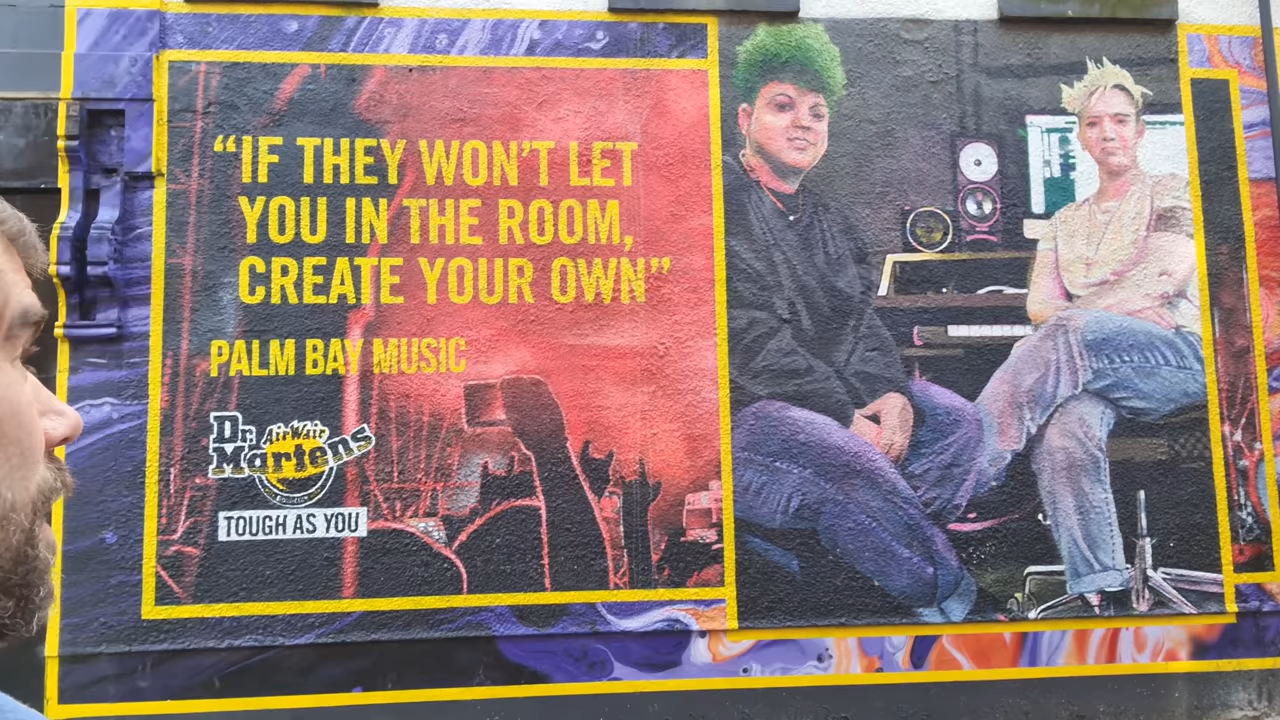 “IF THEY WON’T LET
YOU IN THE ROOM,
CREATE YOUR OWN”
PALM BAY MUSIC
Dr. Martens
AirWair
TOUGH AS YOU